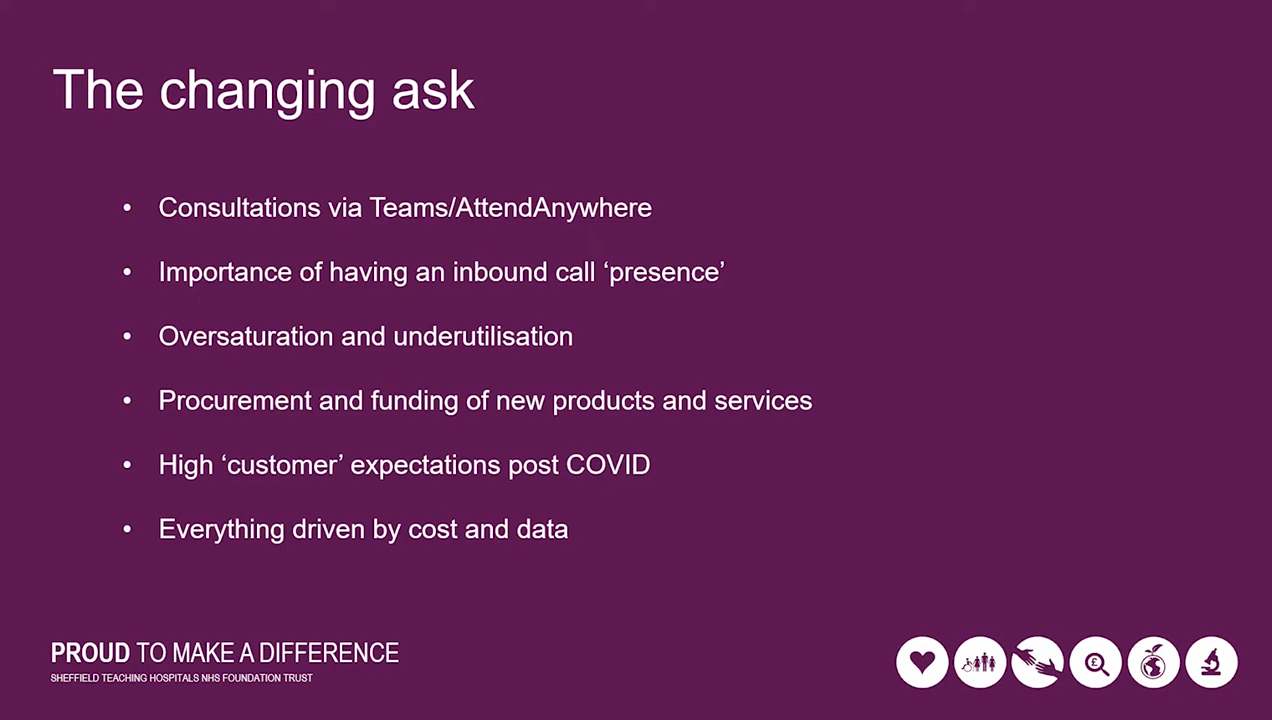 The changing ask
• Consultations via Teams/AttendAnywhere
• Importance of having an inbound call ‘presence’
• Oversaturation and underutilisation
• Procurement and funding of new products and services
• High ‘customer’ expectations post COVID
• Everything driven by cost and data
PROUD TO MAKE A DIFFERENCE
SHEFFIELD TEACHING HOSPITALS NHS FOUNDATION TRUST
£